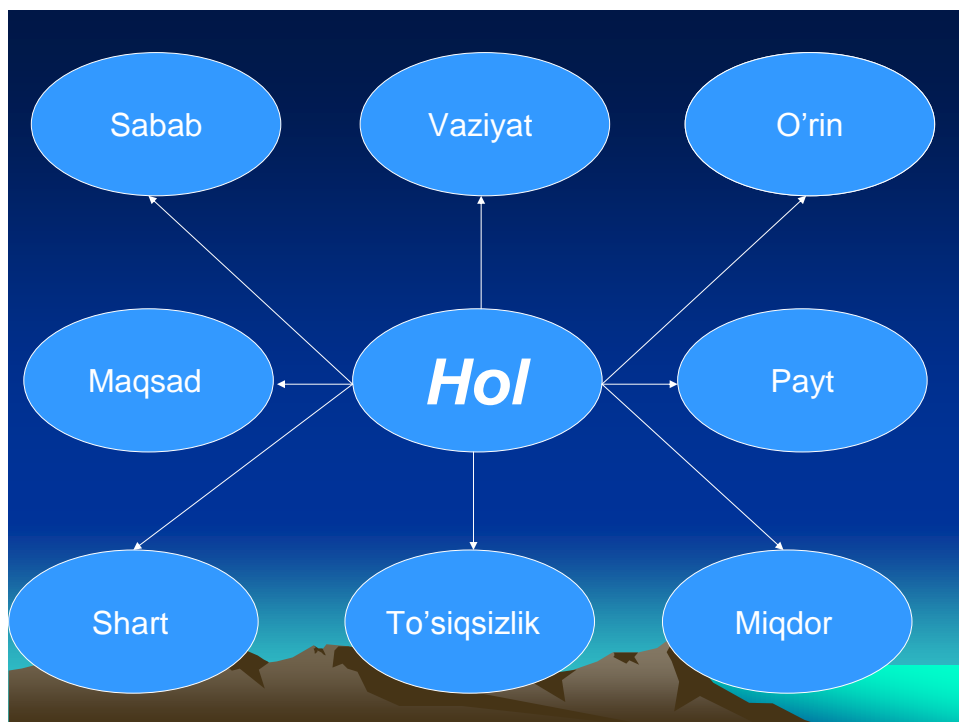 Sabab
Vaziyat
O’rin
Maqsad
Hol
Payt
Shart
To’siqsizlik
Miqdor